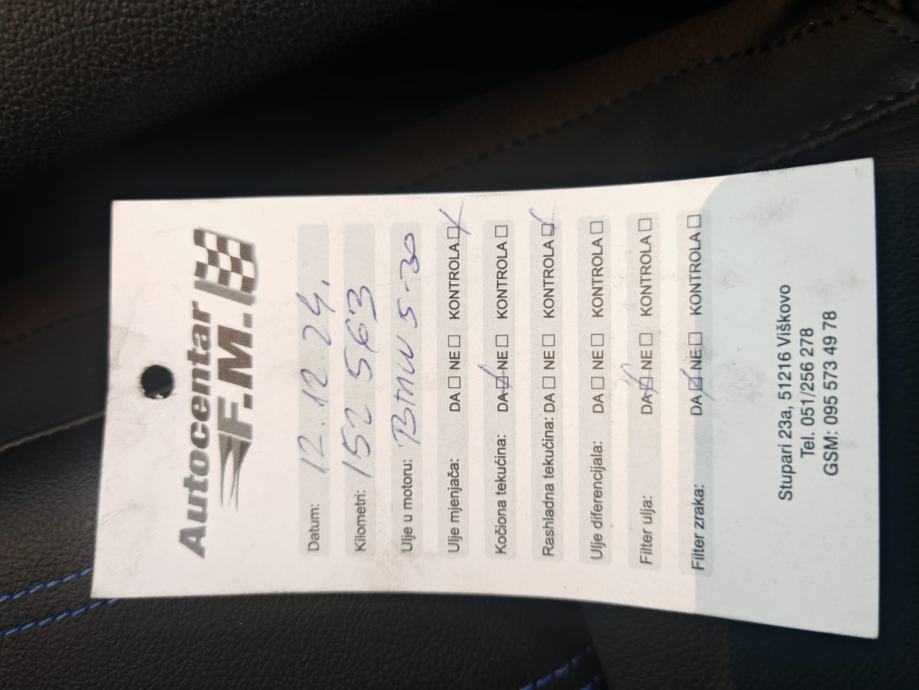 Autocentar
F.M.
Datum: 12.12.24.
Kilometri: 152 563
Ulje u motoru: BMW 5-30
Ulje mjenjača: DA☐ NE☐ KONTROLA☒
Kočiona tekućina: DA☒ NE☐ KONTROLA☐
Rashladna tekućina: DA☐ NE☐ KONTROLA☒
Ulje diferencijala: DA☐ NE☐ KONTROLA☐
Filter ulja: DA☒ NE☐ KONTROLA☐
Filter zraka: DA☒ NE☐ KONTROLA☐
Stupari 23a, 51216 Viškovo
Tel. 051/256 278
GSM: 095 573 49 78